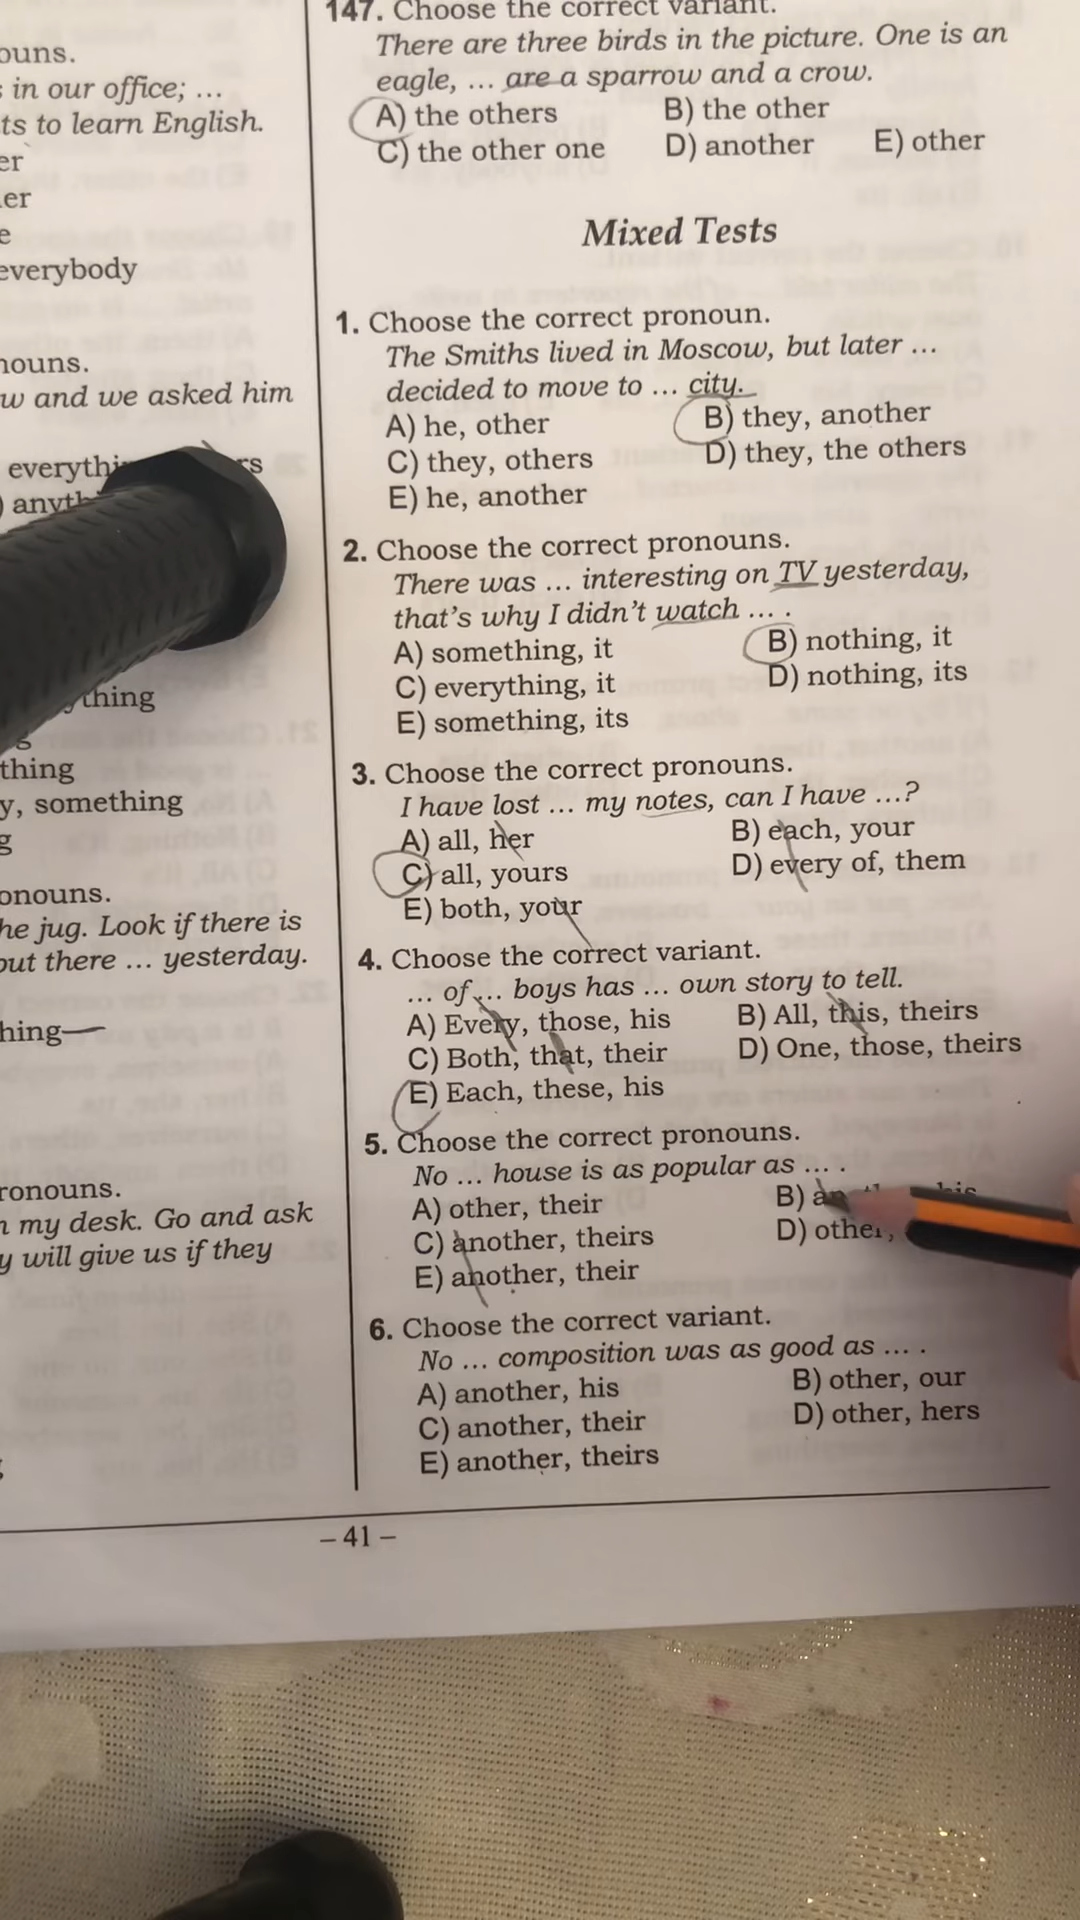 ouns.
in our office; ...
ts to learn English.
er
er
e
everybody
nouns.
w and we asked him
everythi rs
) anyth
thing
g
thing
y, something
g
onouns.
he jug. Look if there is
out there ... yesterday.
hing
ronouns.
n my desk. Go and ask
y will give us if they
147. Choose the correct variant.
There are three birds in the picture. One is an
eagle, ... are a sparrow and a crow.
A) the others B) the other
C) the other one D) another E) other
Mixed Tests
1. Choose the correct pronoun.
The Smiths lived in Moscow, but later ...
decided to move to ... city.
A) he, other B) they, another
C) they, others D) they, the others
E) he, another
2. Choose the correct pronouns.
There was ... interesting on TV yesterday,
that's why I didn't watch ... .
A) something, it B) nothing, it
C) everything, it D) nothing, its
E) something, its
3. Choose the correct pronouns.
I have lost ... my notes, can I have ...?
A) all, her B) each, your
C) all, yours D) every of, them
E) both, your
4. Choose the correct variant.
... of ... boys has ... own story to tell.
A) Every, those, his B) All, this, theirs
C) Both, that, their D) One, those, theirs
E) Each, these, his
5. Choose the correct pronouns.
No ... house is as popular as ... .
A) other, their B) an his
C) another, theirs D) other,
E) another, their
6. Choose the correct variant.
No ... composition was as good as ... .
A) another, his B) other, our
C) another, their D) other, hers
E) another, theirs
– 41 –